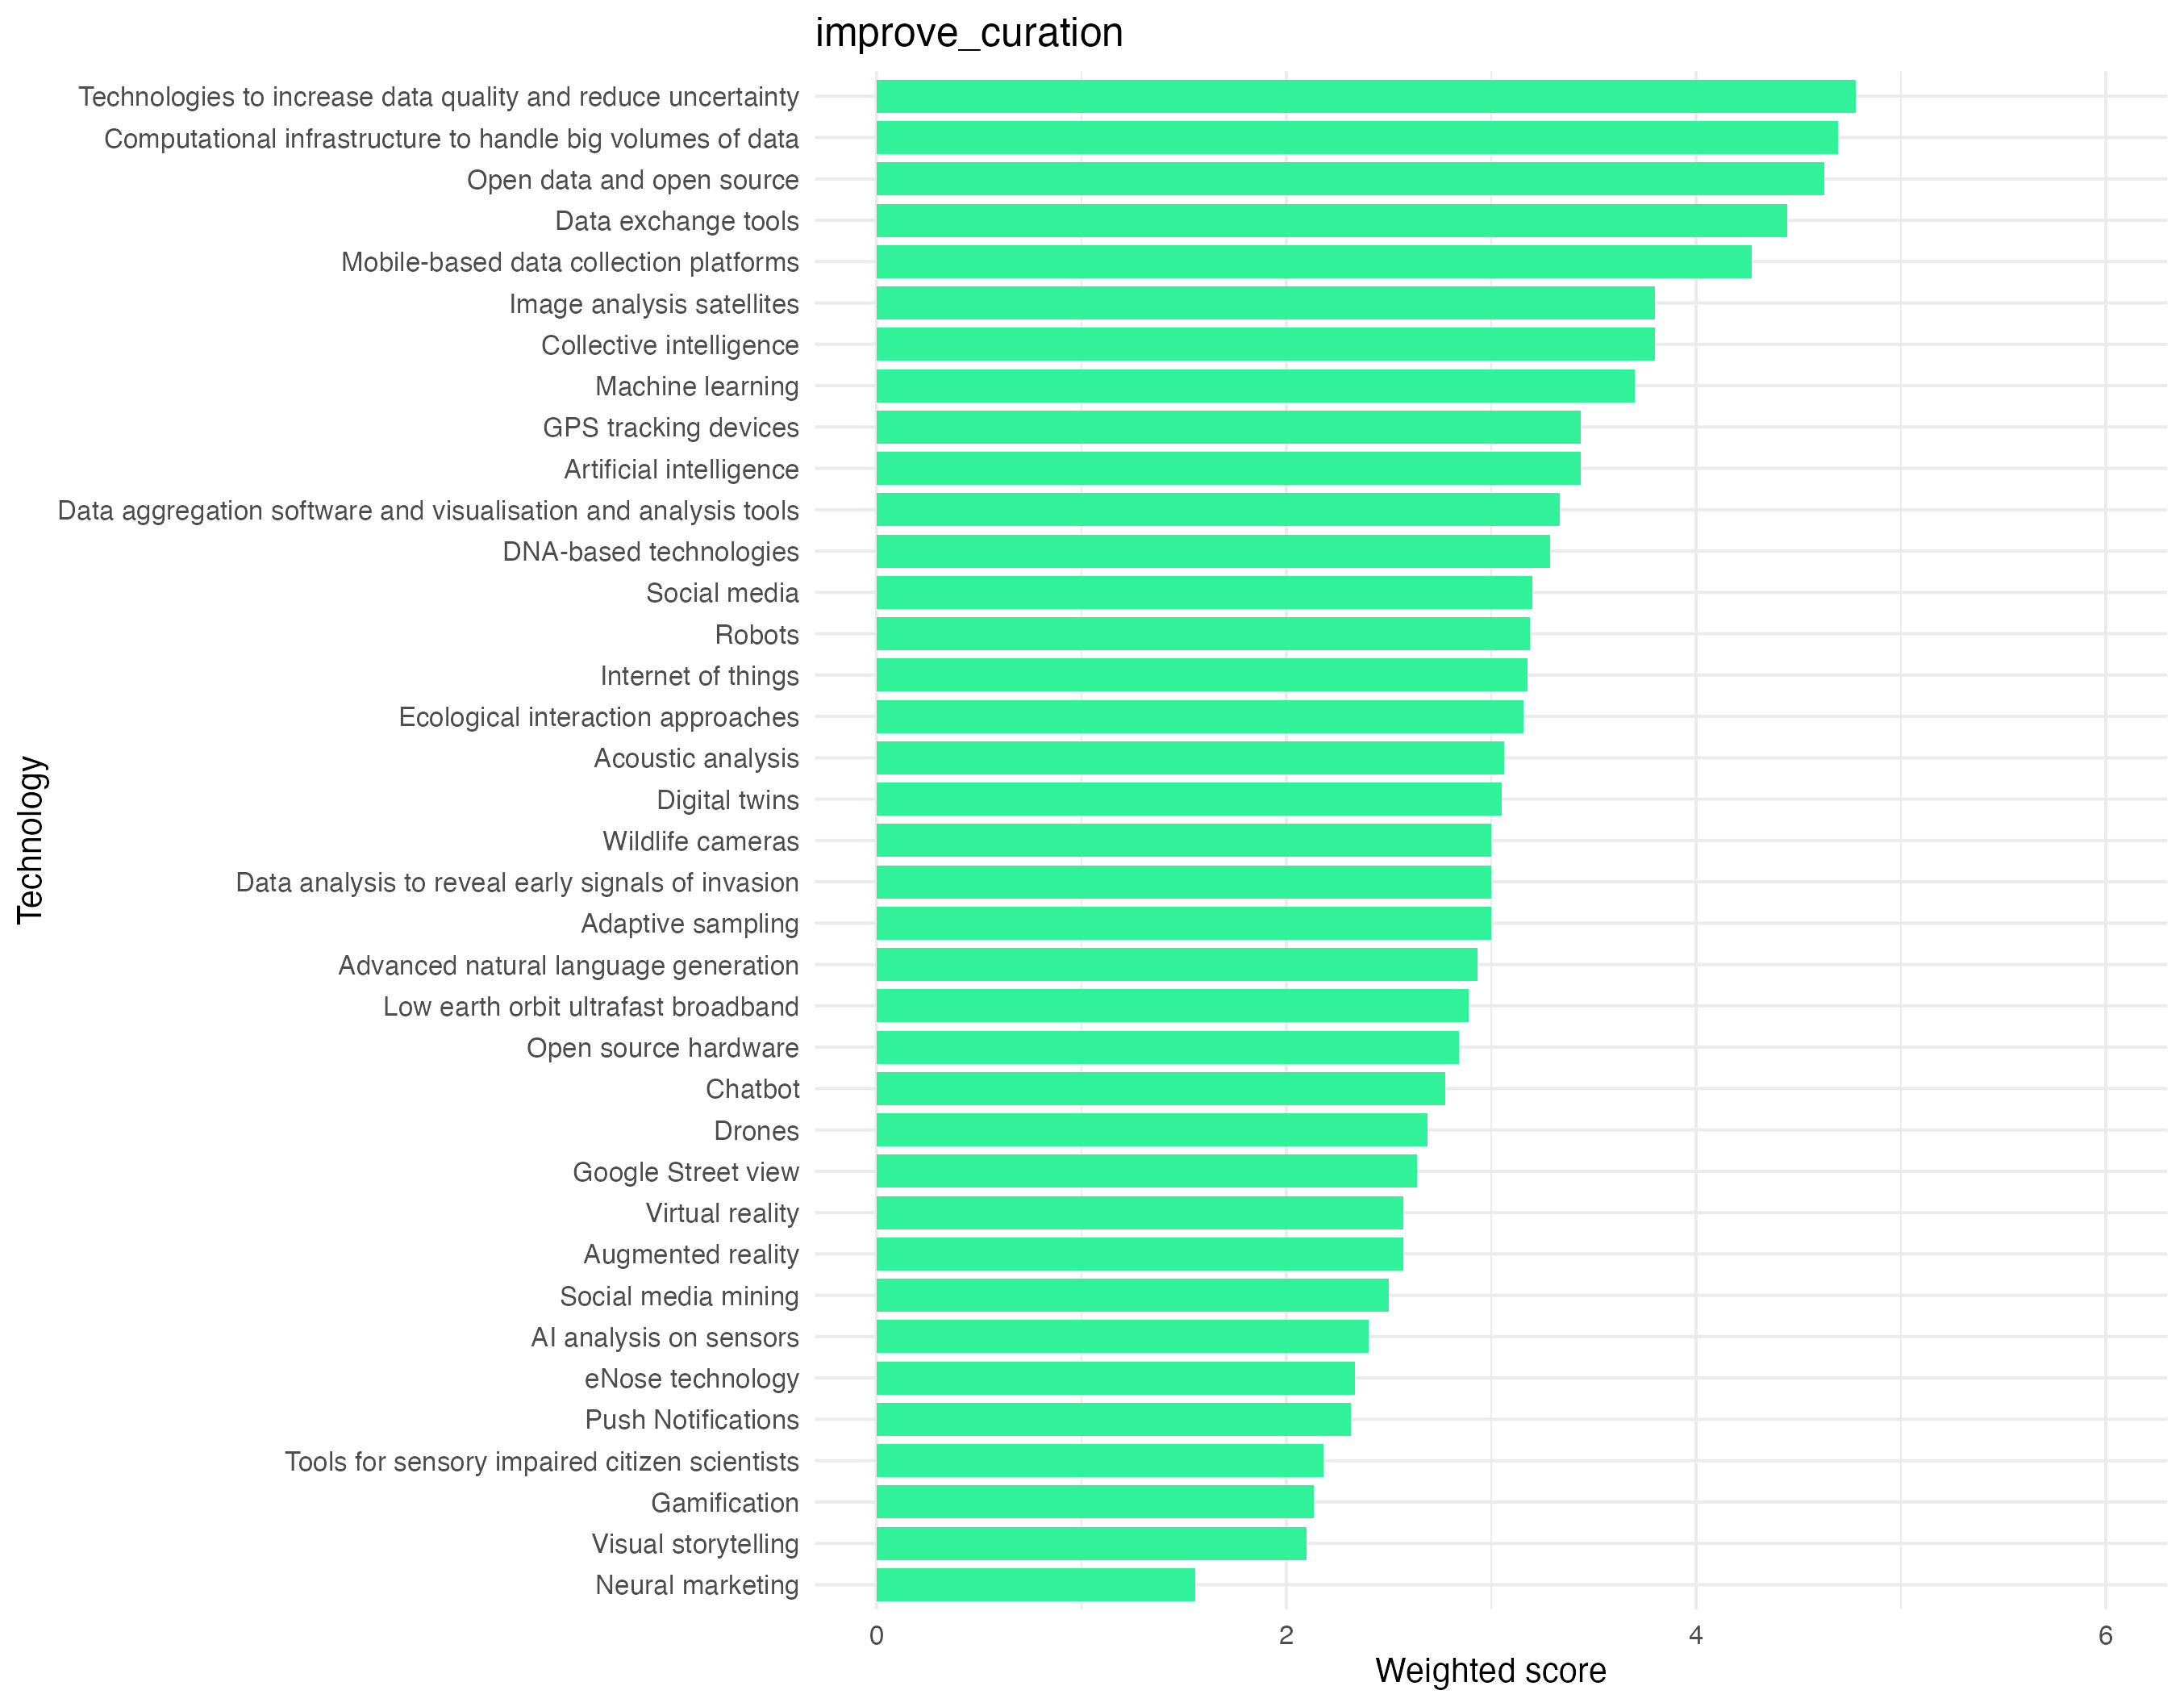 improve_curation
Technologies to increase data quality and reduce uncertainty
Computational infrastructure to handle big volumes of data
Open data and open source
Data exchange tools
Mobile-based data collection platforms
Image analysis satellites
Collective intelligence
Machine learning
GPS tracking devices
Artificial intelligence
Data aggregation software and visualisation and analysis tools
DNA-based technologies
Social media
Robots
Internet of things
Ecological interaction approaches
Acoustic analysis
Digital twins
Wildlife cameras
Data analysis to reveal early signals of invasion
Adaptive sampling
Advanced natural language generation
Low earth orbit ultrafast broadband
Open source hardware
Chatbot
Drones
Google Street view
Virtual reality
Augmented reality
Social media mining
AI analysis on sensors
eNose technology
Push Notifications
Tools for sensory impaired citizen scientists
Gamification
Visual storytelling
Neural marketing
Technology
0 2 4 6
Weighted score